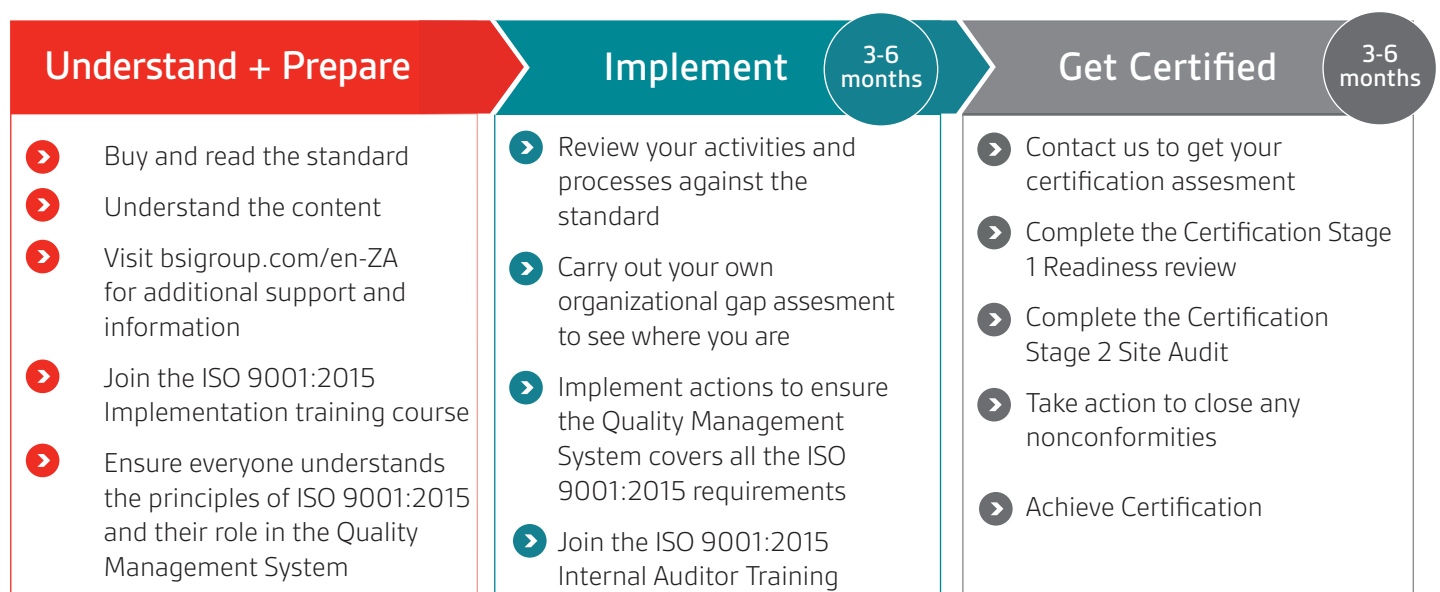 Understand + Prepare
Buy and read the standard
Understand the content
Visit bsigroup.com/en-ZA
for additional support and
information
Join the ISO 9001:2015
Implementation training course
Ensure everyone understands
the principles of ISO 9001:2015
and their role in the Quality
Management System
Implement
3-6
months
Review your activities and
processes against the
standard
Carry out your own
organizational gap assesment
to see where you are
Implement actions to ensure
the Quality Management
System covers all the ISO
9001:2015 requirements
Join the ISO 9001:2015
Internal Auditor Training
Get Certified
3-6
months
Contact us to get your
certification assesment
Complete the Certification Stage
1 Readiness review
Complete the Certification
Stage 2 Site Audit
Take action to close any
nonconformities
Achieve Certification